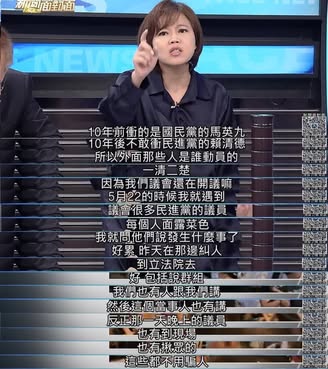 新聞面對面
NEWS
10年前衝的是國民黨的馬英九
10年後不敢衝民進黨的賴清德
所以外面那些人是誰動員的
一清二楚
因為我們議會還在開議嘛
5月22的時候我就遇到
議會很多民進黨的議員
每個人面露菜色
我就問他們說發生什麼事了
好累 昨天在那邊糾人
到立法院去
好 包括說群組
我們也有人跟我們講
然後這個當事人也有講
反正那一天晚上的議員
也有到現場
也有揪眾的
這些都不用騙人